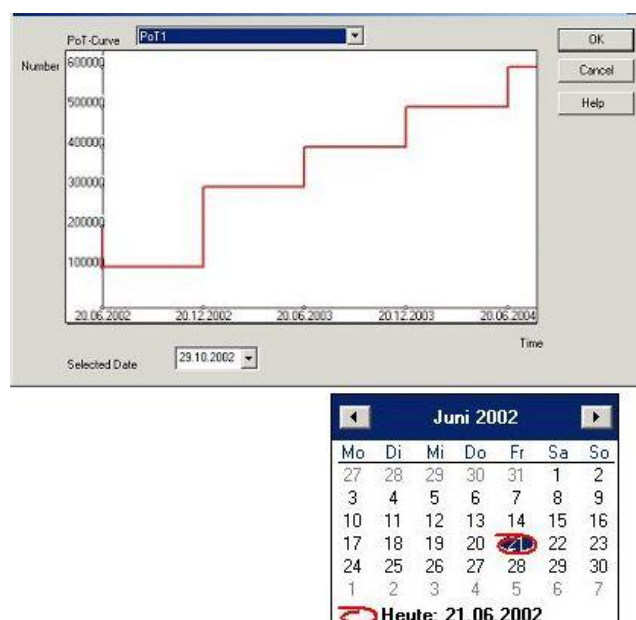 PoT-Curve PoT1 OK
Number 600000 Cancel
500000 Help
400000
300000
200000
100000
20.06.2002 20.12.2002 20.06.2003 20.12.2003 20.06.2004
Time
Selected Date 29.10.2002
Juni 2002
Mo Di Mi Do Fr Sa So
27 28 29 30 31 1 2
3 4 5 6 7 8 9
10 11 12 13 14 15 16
17 18 19 20 21 22 23
24 25 26 27 28 29 30
1 2 3 4 5 6 7
Heute: 21.06.2002